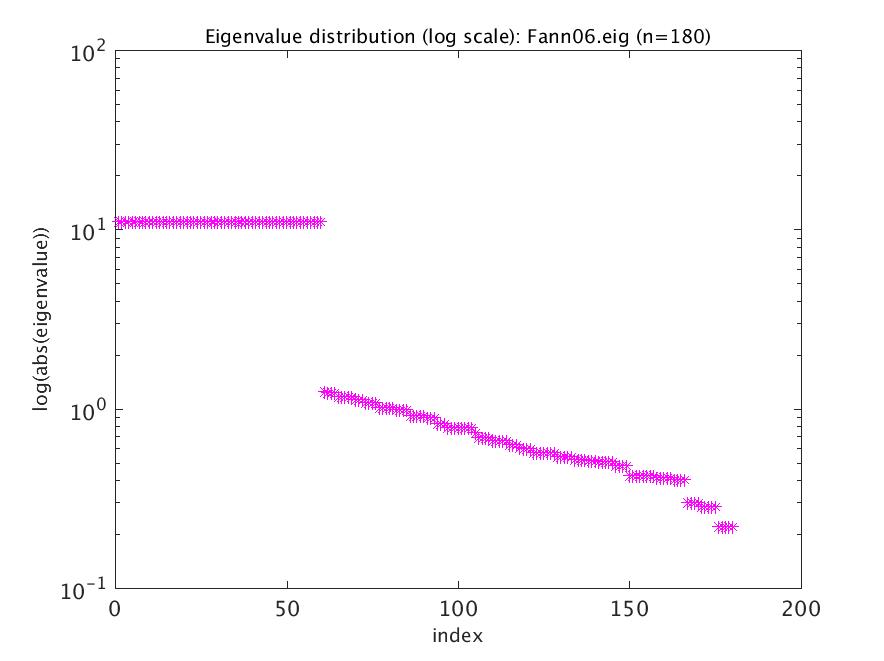 Eigenvalue distribution (log scale): Fann06.eig (n=180)
10^2
10^1
10^0
10^-1
log(abs(eigenvalue))
0 50 100 150 200
index